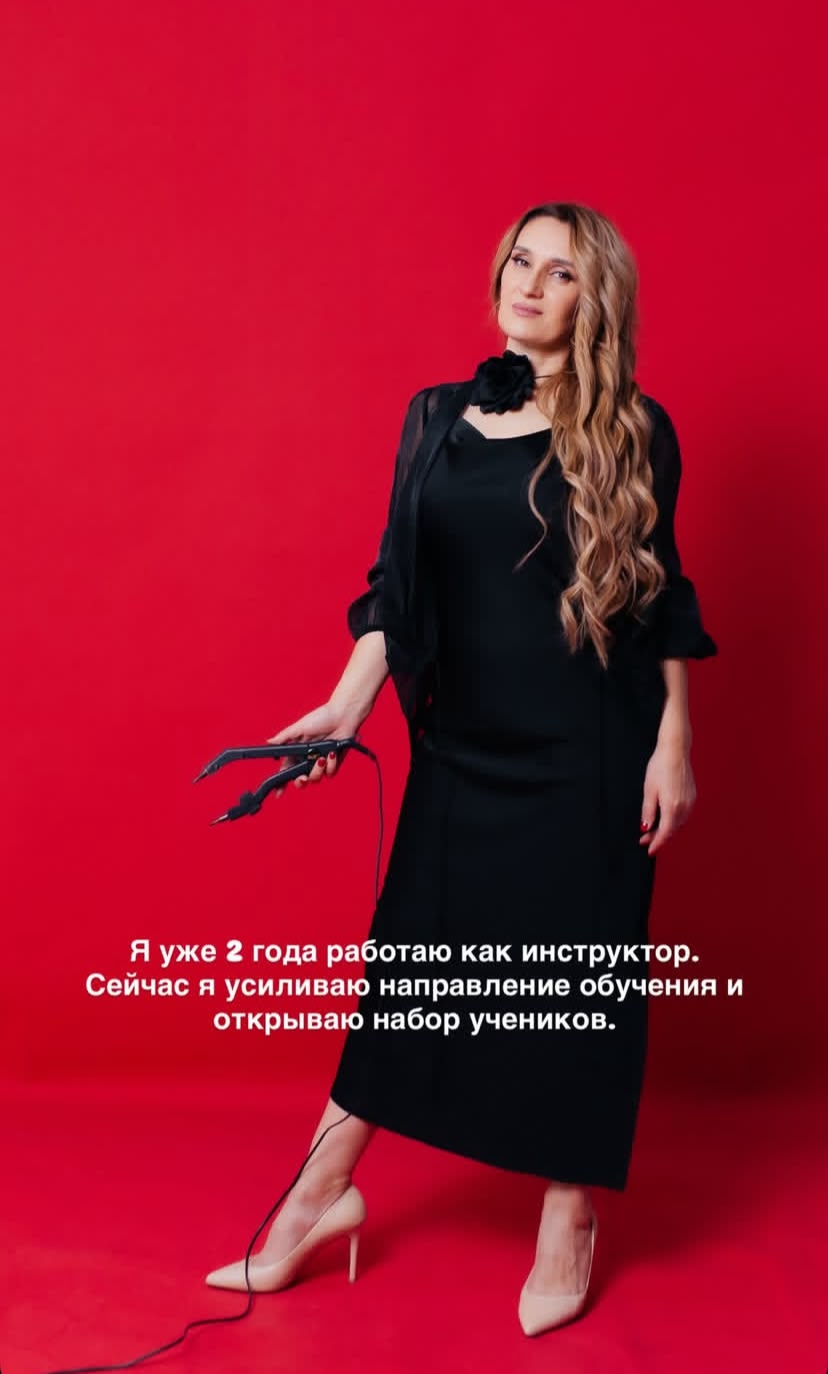 Я уже 2 года работаю как инструктор.
Сейчас я усиливаю направление обучения и
открываю набор учеников.